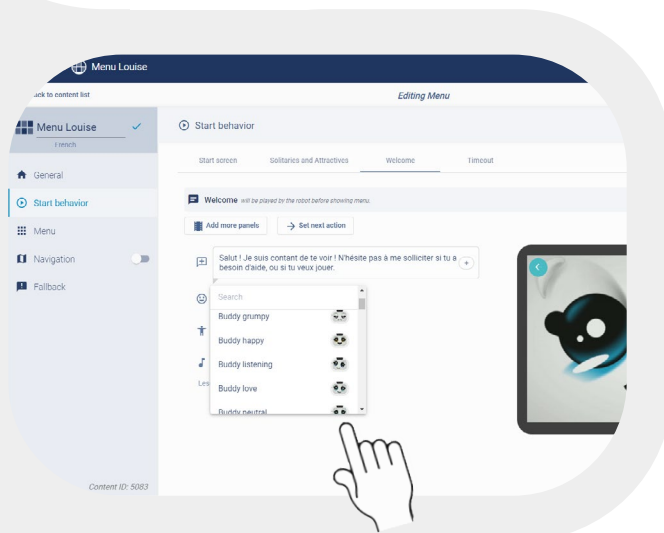 Menu Louise
ack to content list
Editing Menu
Menu Louise
French
Start behavior
Start screen
Solitaries and Attractives
Welcome
Timeout
General
Start behavior
Menu
Navigation
Fallback
Welcome will be played by the robot before showing menu.
Add more panels
Set next action
Salut ! Je suis contant de te voir ! N'hésite pas à me solliciter si tu a
besoin d'aide, ou si tu veux jouer.
Search
Buddy grumpy
Buddy happy
Buddy listening
Les
Buddy love
Buddy neutral
Content ID: 5083